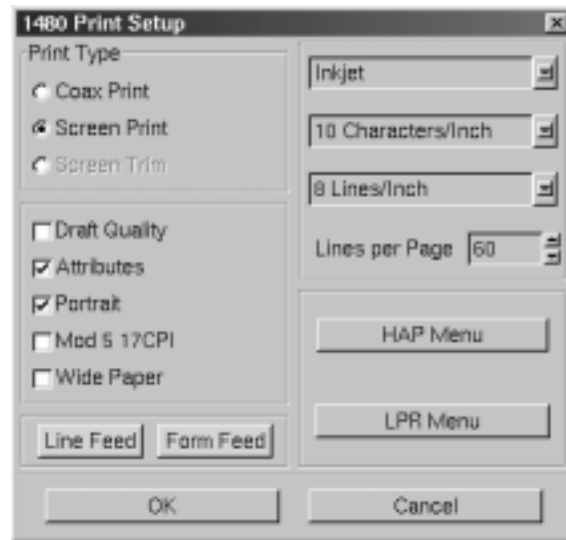 1480 Print Setup
Print Type
Coax Print
Screen Print
Screen Trim
Draft Quality
Attributes
Portrait
Mod 5 17CPI
Wide Paper
Line Feed
Form Feed
Inkjet
10 Characters/Inch
8 Lines/Inch
Lines per Page 60
HAP Menu
LPR Menu
OK
Cancel